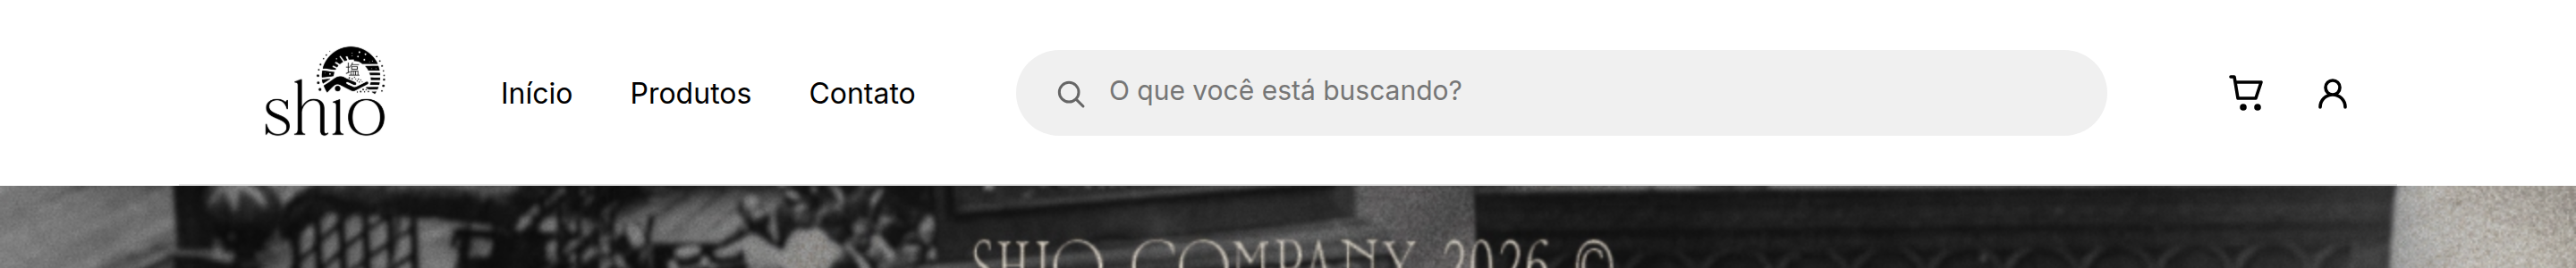 塩
shio
Início
Produtos
Contato
O que você está buscando?
SHIO COMPANY 2026 ©